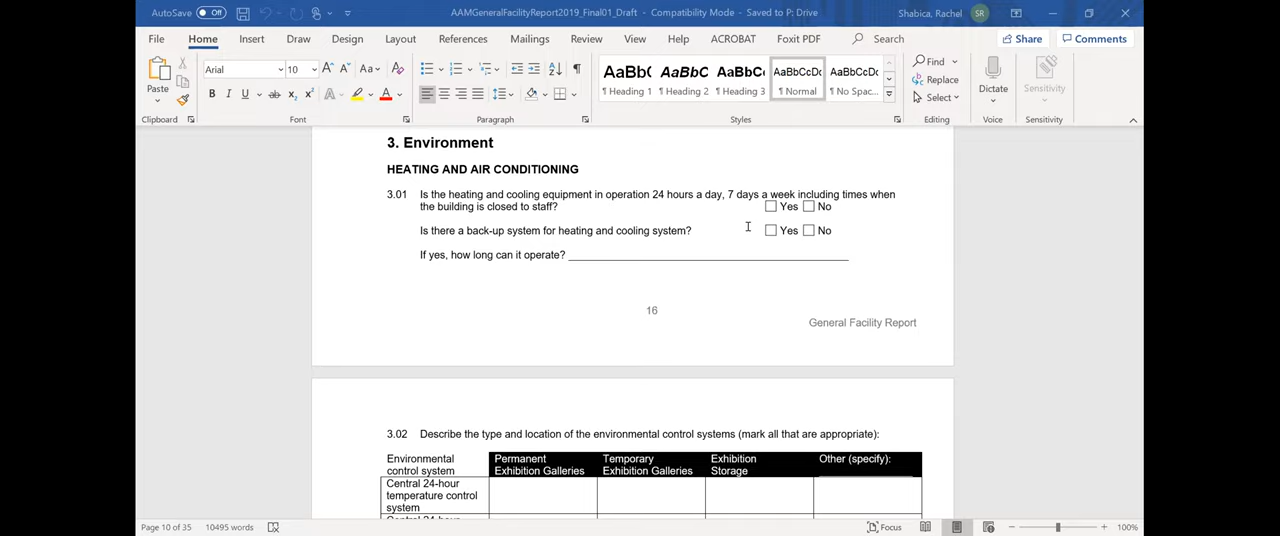 AutoSave Off AAMGeneralFacilityReport2019_Final01_Draft - Compatibility Mode - Saved to P: Drive Shabica, Rachel SR
File Home Insert Draw Design Layout References Mailings Review View Help ACROBAT Foxit PDF Search Share Comments
Paste
Clipboard
Arial 10
B I U ab x₂ x² A A
Font
Paragraph
AaBb( AaBbC AaBbCc AaBbCcDc AaBbCcDc
¶ Heading 1 ¶ Heading 2 ¶ Heading 3 ¶ Normal ¶ No Spac...
Styles
Find
Replace
Select
Editing
Dictate
Voice
Sensitivity
Sensitivity
3. Environment
HEATING AND AIR CONDITIONING
3.01 Is the heating and cooling equipment in operation 24 hours a day, 7 days a week including times when
the building is closed to staff? Yes No
Is there a back-up system for heating and cooling system? Yes No
If yes, how long can it operate?
16
General Facility Report
3.02 Describe the type and location of the environmental control systems (mark all that are appropriate):
Environmental control system
Permanent Exhibition Galleries
Temporary Exhibition Galleries
Exhibition Storage
Other (specify):
Central 24-hour
temperature control
system
Page 10 of 35 10495 words Focus 100%